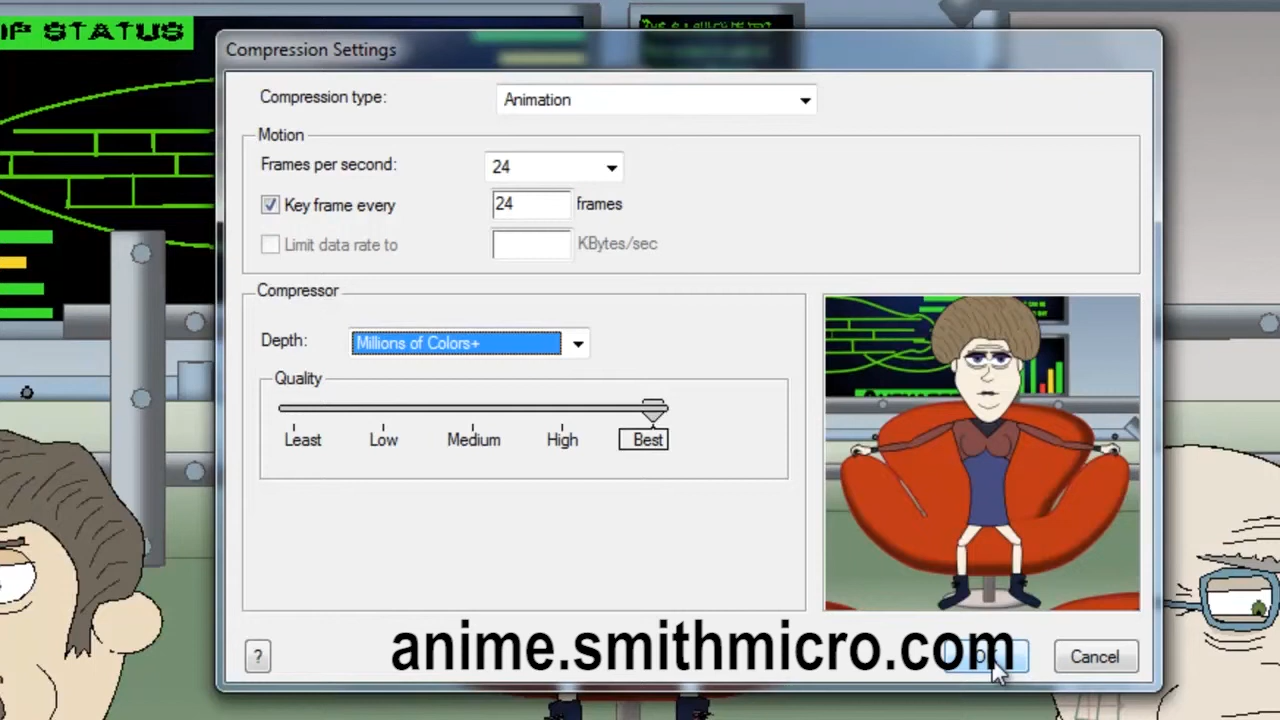 IP STATUS
Compression Settings
Compression type:
Animation
Motion
Frames per second:
24
Key frame every
24
frames
Limit data rate to
KBytes/sec
Compressor
Depth:
Millions of Colors+
Quality
Least
Low
Medium
High
Best
?
anime.smithmicro.com
Cancel